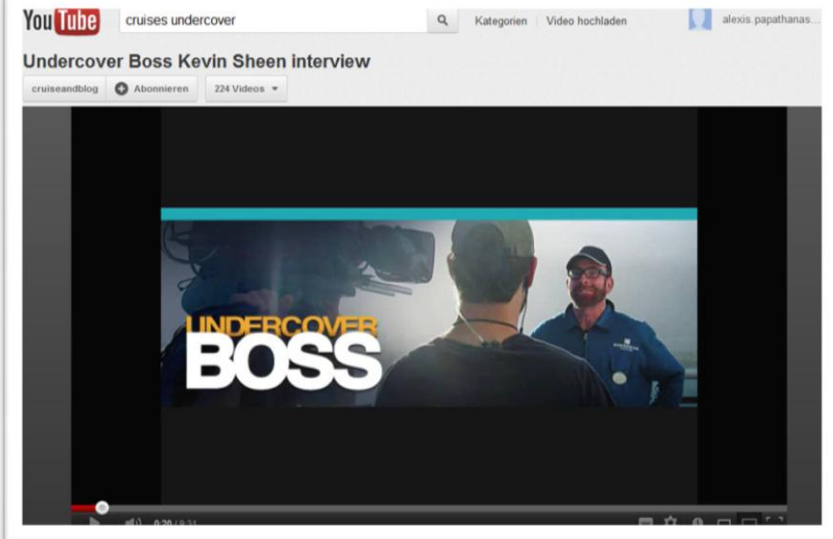 YouTube cruises undercover Kategorien Video hochladen alexis.papathanas...
Undercover Boss Kevin Sheen interview
cruiseandblog Abonnieren 224 Videos
UNDERCOVER
BOSS
0:20 / 9:31